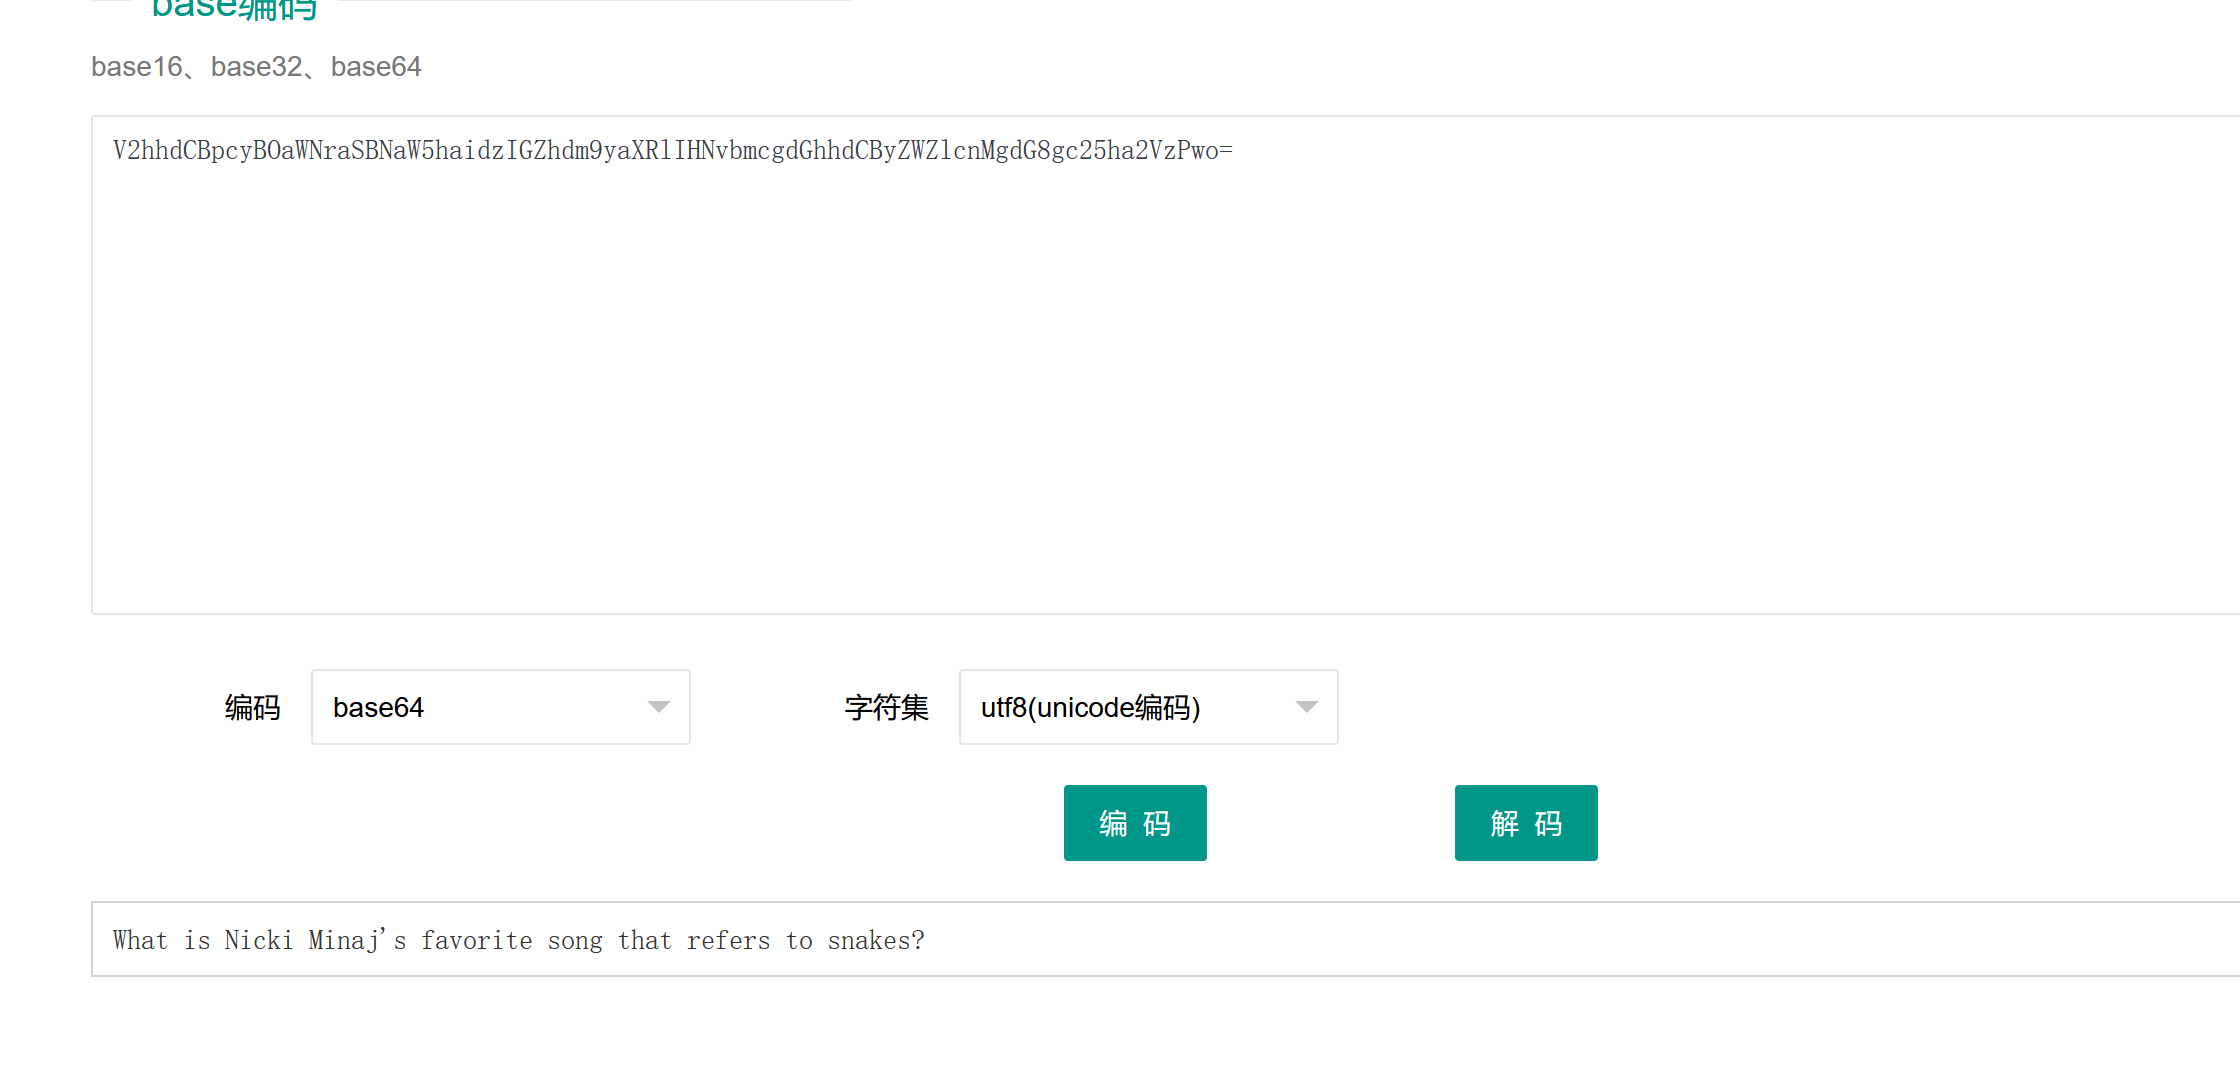 base编码
base16、base32、base64
V2hhdCBpcyBOaWNraSBNaW5haidzIGZhdm9yaXRlIHNvbmcgdGhhdCByZWZlcnMgdG8gc25ha2VzPwo=
编码 base64 字符集 utf8(unicode编码)
编 码 解 码
What is Nicki Minaj's favorite song that refers to snakes?